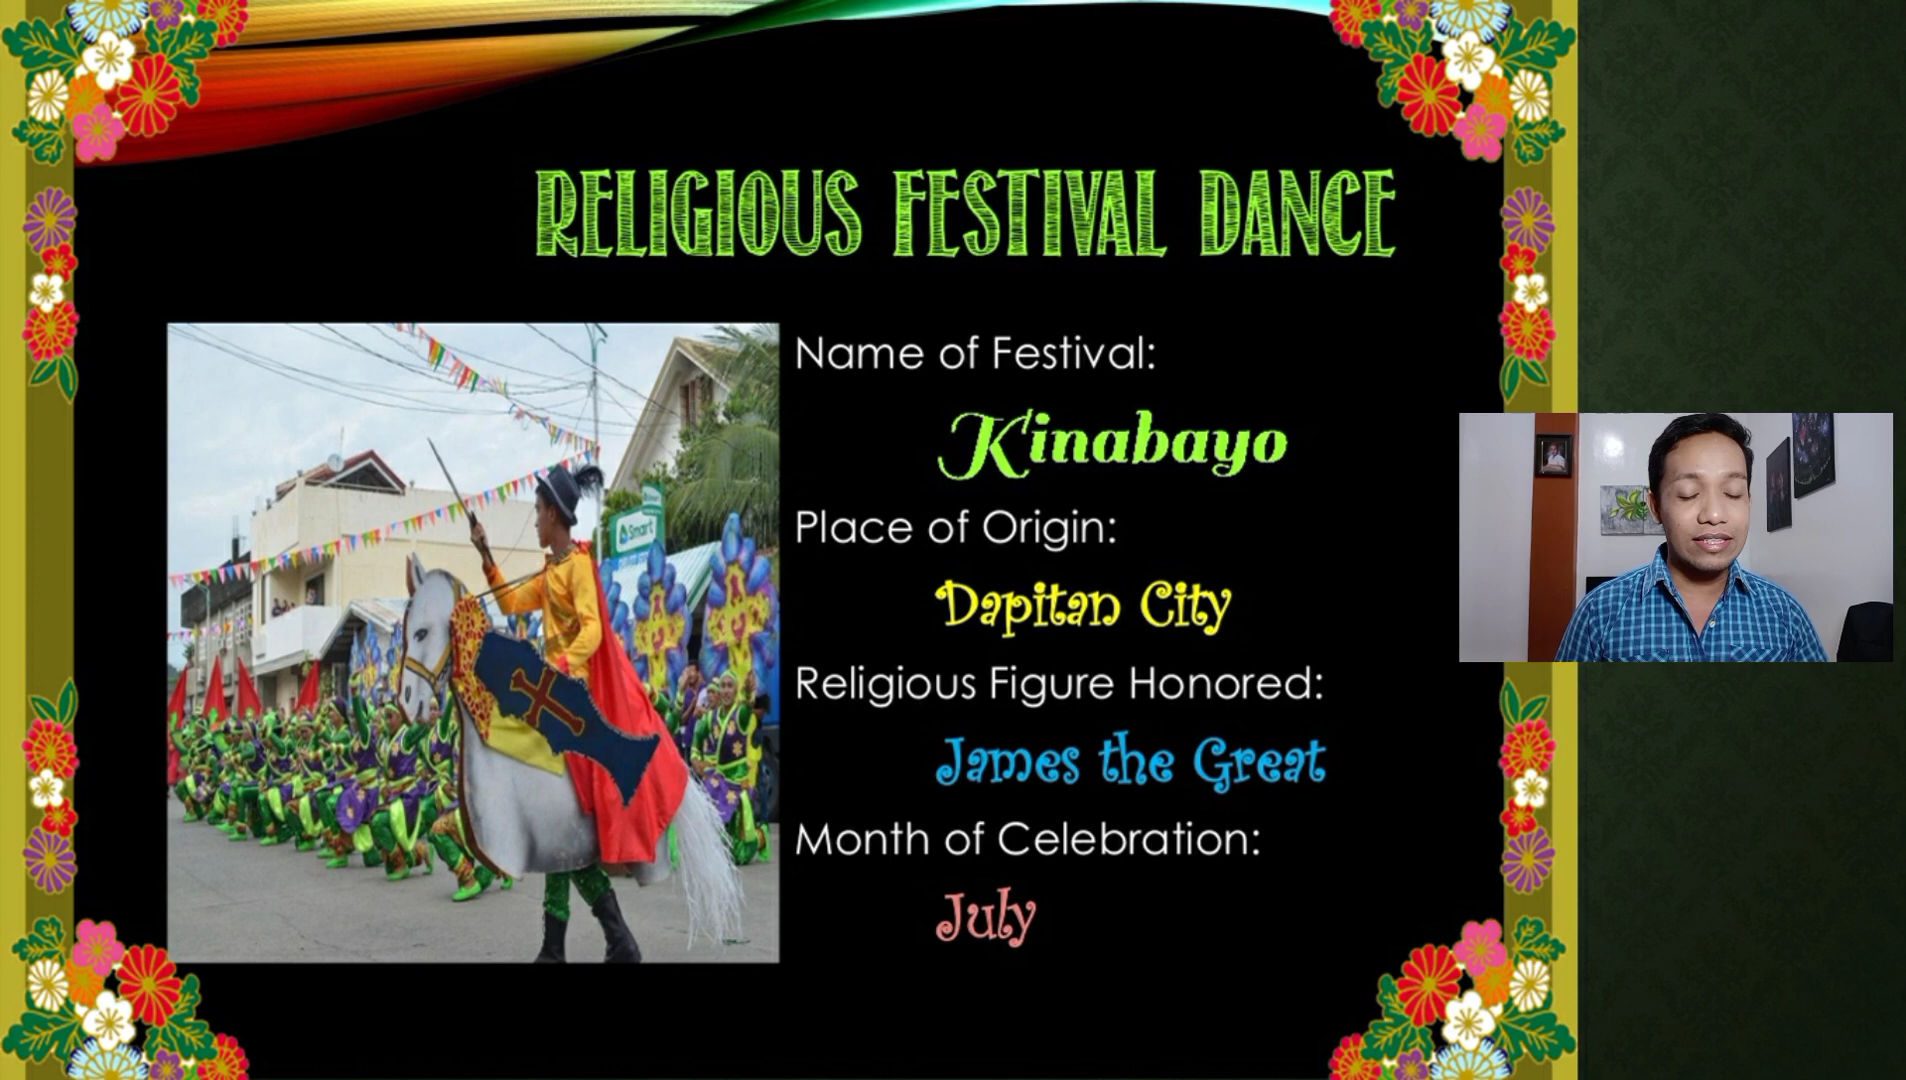 RELIGIOUS FESTIVAL DANCE
Name of Festival:
Kinabayo
Place of Origin:
Dapitan City
Religious Figure Honored:
James the Great
Month of Celebration:
July
Smart